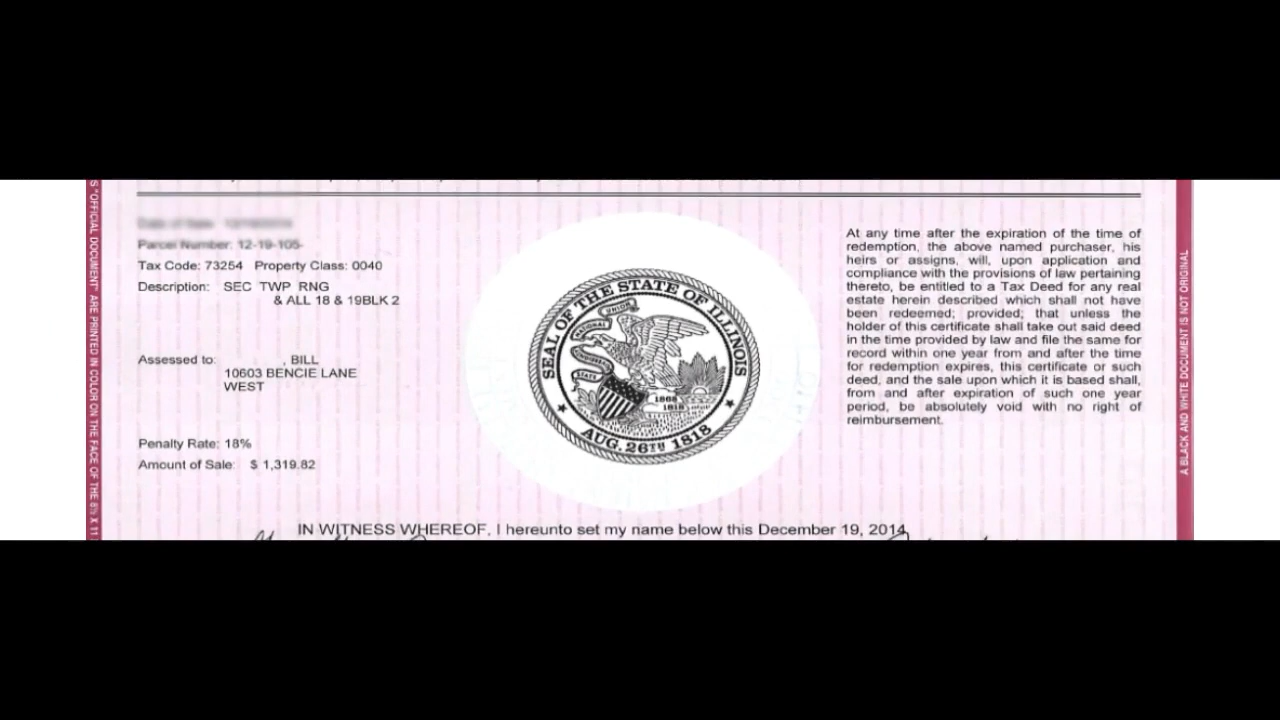 Parcel Number: 12-19-105-
Tax Code: 73254 Property Class: 0040
Description: SEC TWP RNG
& ALL 18 & 19BLK 2
Assessed to: , BILL
10603 BENCIE LANE
WEST
Penalty Rate: 18%
Amount of Sale: $ 1,319.82
SEAL OF THE STATE OF ILLINOIS
STATE
SOVEREIGNTY
NATIONAL
UNION
1868
1818
AUG. 26TH 1818
At any time after the expiration of the time of
redemption, the above named purchaser, his
heirs or assigns, will, upon application and
compliance with the provisions of law pertaining
thereto, be entitled to a Tax Deed for any real
estate herein described which shall not have
been redeemed; provided; that unless the
holder of this certificate shall take out said deed
in the time provided by law and file the same for
record within one year from and after the time
for redemption expires, this certificate or such
deed, and the sale upon which it is based shall,
from and after expiration of such one year
period, be absolutely void with no right of
reimbursement.
IN WITNESS WHEREOF, I hereunto set my name below this December 19, 2014
S "OFFICIAL DOCUMENT" ARE PRINTED IN COLOR ON THE FACE OF THE 8½ X 11
A BLACK AND WHITE DOCUMENT IS NOT ORIGINAL